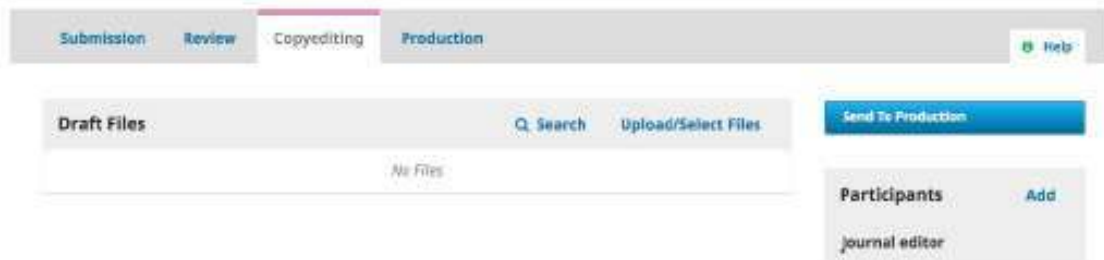 Submission Review Copyediting Production
Help
Draft Files Search Upload/Select Files
No Files
Send To Production
Participants Add
Journal editor